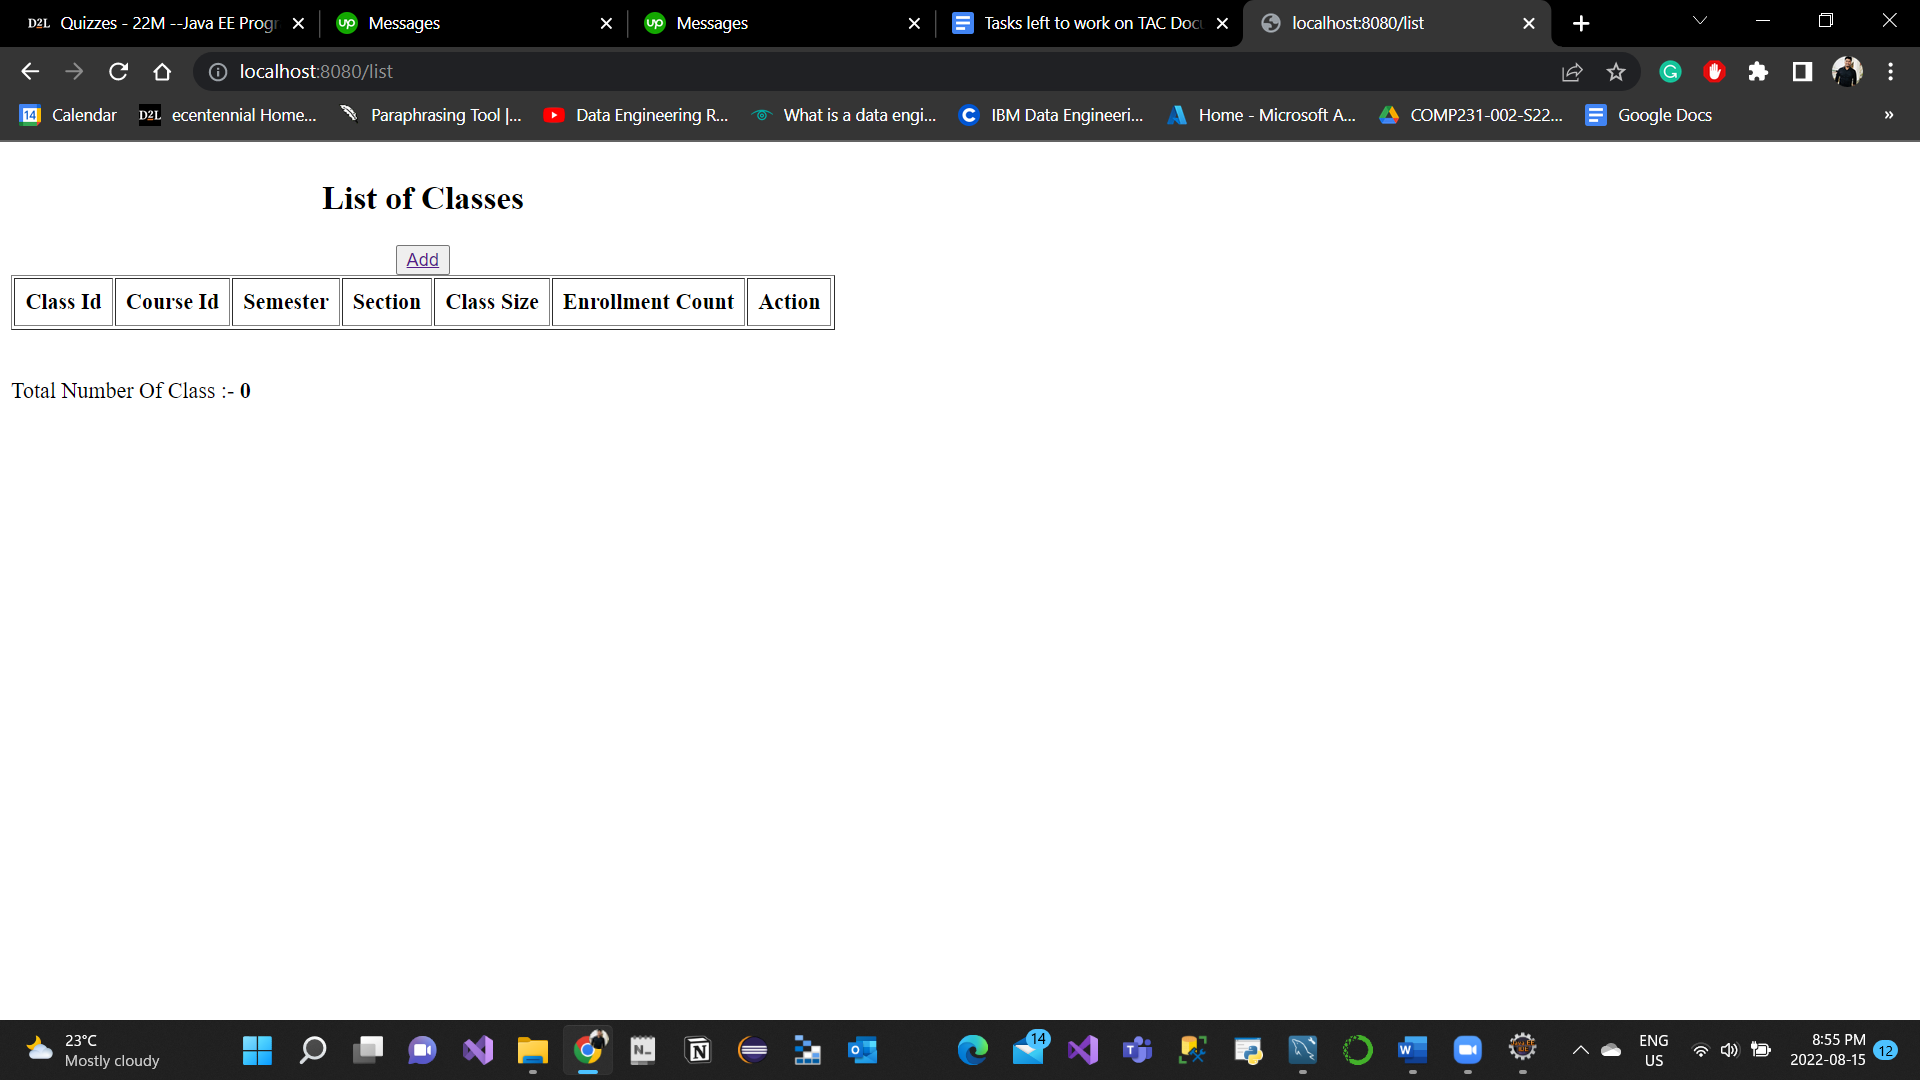 D2L Quizzes - 22M --Java EE Progr
up Messages
up Messages
Tasks left to work on TAC Docu
localhost:8080/list
localhost:8080/list
14 Calendar
D2L ecentennial Home...
Paraphrasing Tool |...
Data Engineering R...
What is a data engi...
C IBM Data Engineeri...
Home - Microsoft A...
COMP231-002-S22...
Google Docs
»
List of Classes
Add
Class Id Course Id Semester Section Class Size Enrollment Count Action
Total Number Of Class :- 0
23°C
Mostly cloudy
14
ENG
US
8:55 PM
2022-08-15
12